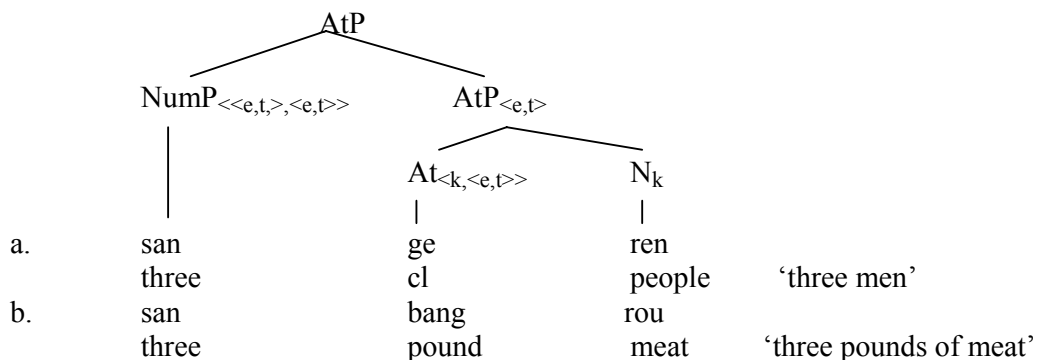 AtP
NumP<<e,t,>,<e,t>> AtP<e,t>
At<k,<e,t>> Nk
a. san ge ren
three cl people ‘three men’
b. san bang rou
three pound meat ‘three pounds of meat’